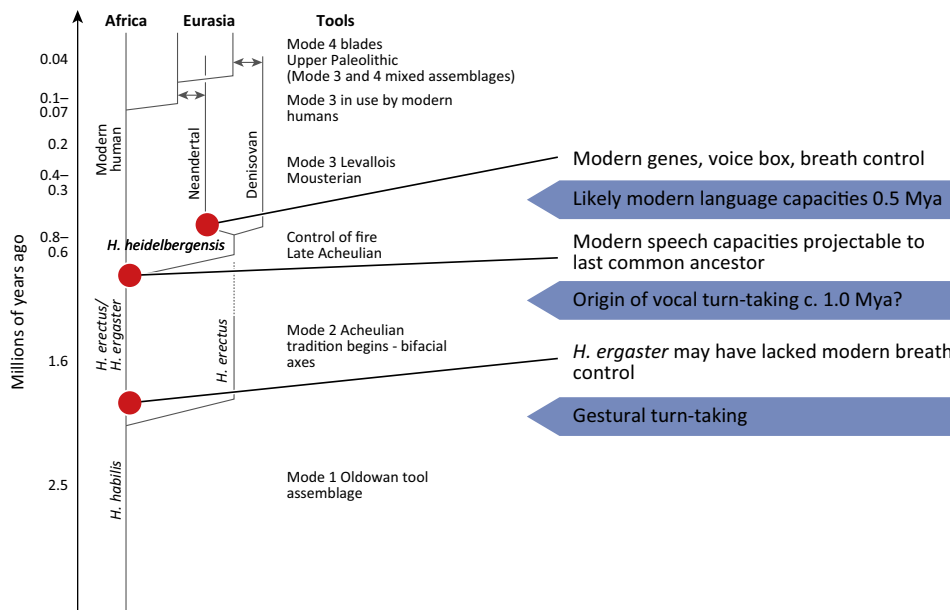 Africa
Eurasia
Tools
Millions of years ago
0.04
0.1–
0.07
0.2
0.4–
0.3
0.8–
0.6
1.6
2.5
Modern
human
Neandertal
Denisovan
H. heidelbergensis
H. erectus/
H. ergaster
H. erectus
H. habilis
Mode 4 blades
Upper Paleolithic
(Mode 3 and 4 mixed assemblages)
Mode 3 in use by modern
humans
Mode 3 Levallois
Mousterian
Control of fire
Late Acheulian
Mode 2 Acheulian
tradition begins - bifacial
axes
Mode 1 Oldowan tool
assemblage
Modern genes, voice box, breath control
Likely modern language capacities 0.5 Mya
Modern speech capacities projectable to
last common ancestor
Origin of vocal turn-taking c. 1.0 Mya?
H. ergaster may have lacked modern breath
control
Gestural turn-taking